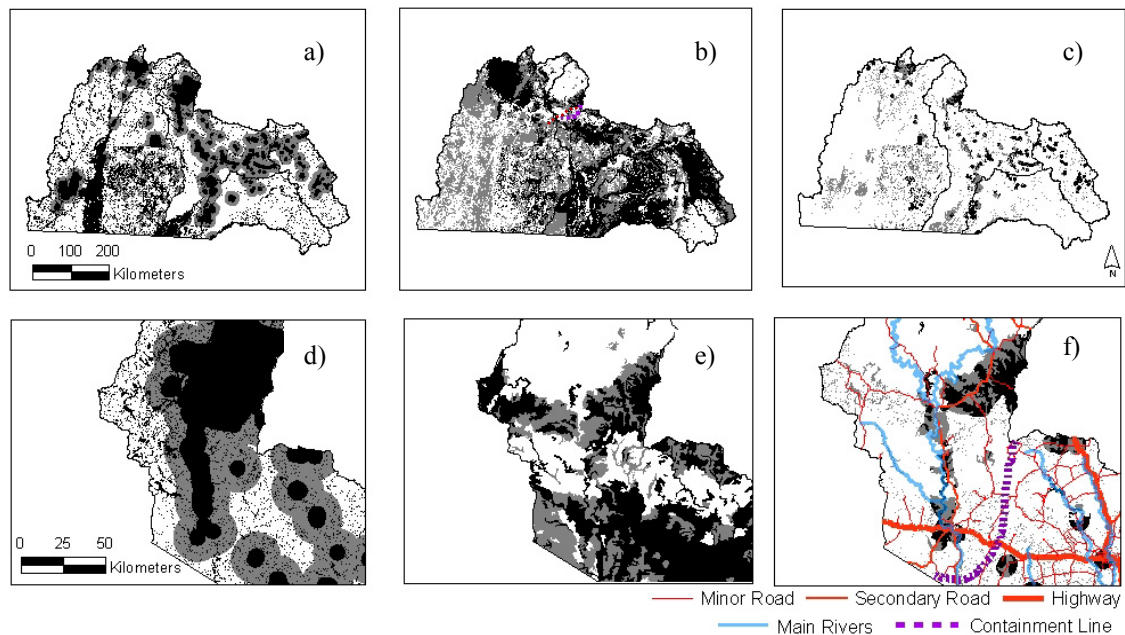 a)
b)
c)
0 100 200
Kilometers
N
d)
e)
f)
0 25 50
Kilometers
Minor Road
Secondary Road
Highway
Main Rivers
Containment Line